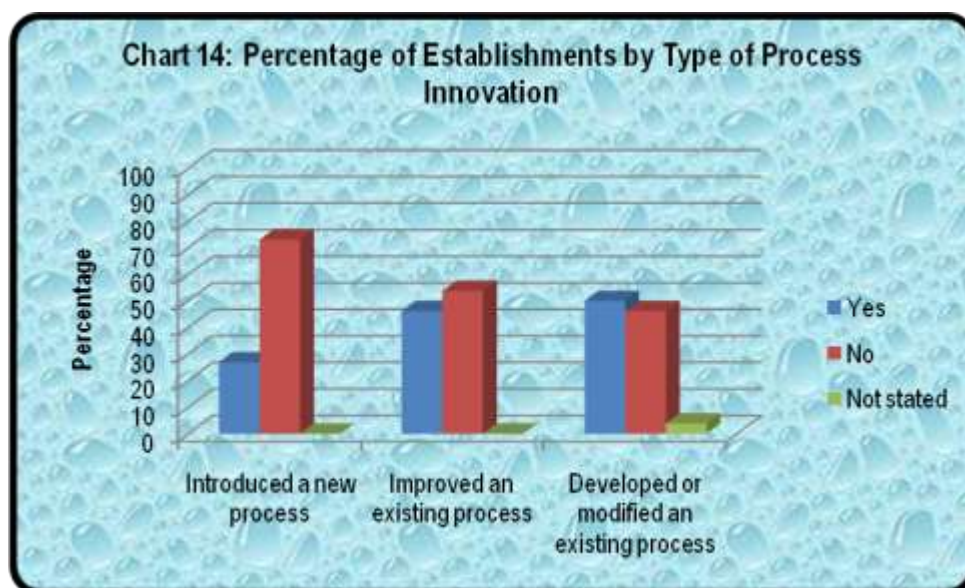 Chart 14: Percentage of Establishments by Type of Process
Innovation
100
90
80
70
60
50
40
30
20
10
0
Percentage
Introduced a new
process
Improved an
existing process
Developed or
modified an
existing process
Yes
No
Not stated